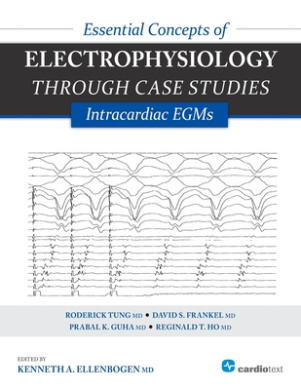 Essential Concepts of
ELECTROPHYSIOLOGY
THROUGH CASE STUDIES
Intracardiac EGMs
RODERICK TUNG MD • DAVID S. FRANKEL MD
PRABAL K. GUHA MD • REGINALD T. HO MD
EDITED BY
KENNETH A. ELLENBOGEN MD
cardiotext